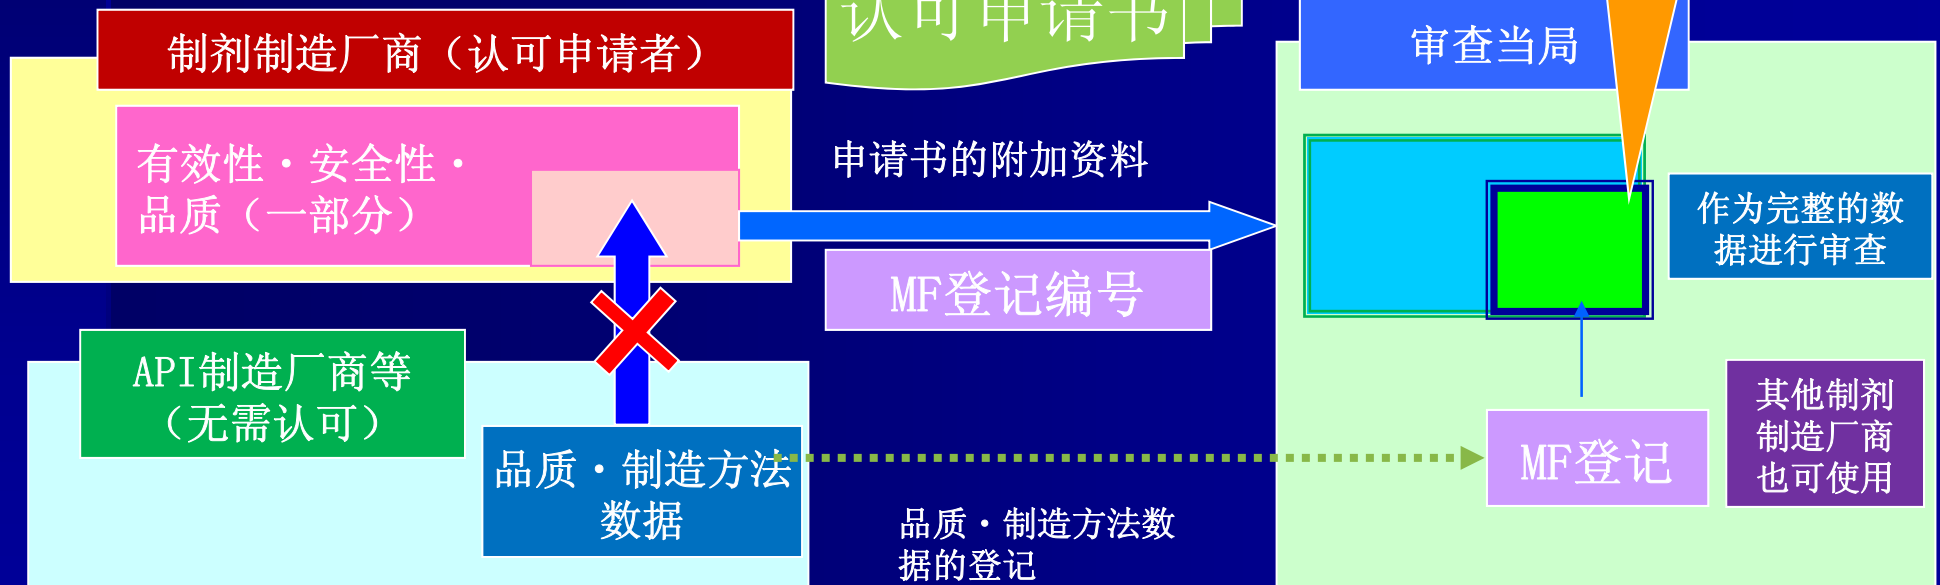 认可申请书
制剂制造厂商（认可申请者）
审查当局
有效性・安全性・
品质（一部分）
申请书的附加资料
作为完整的数
据进行审查
MF登记编号
API制造厂商等
（无需认可）
其他制剂
制造厂商
也可使用
品质・制造方法
数据
MF登记
品质・制造方法数
据的登记